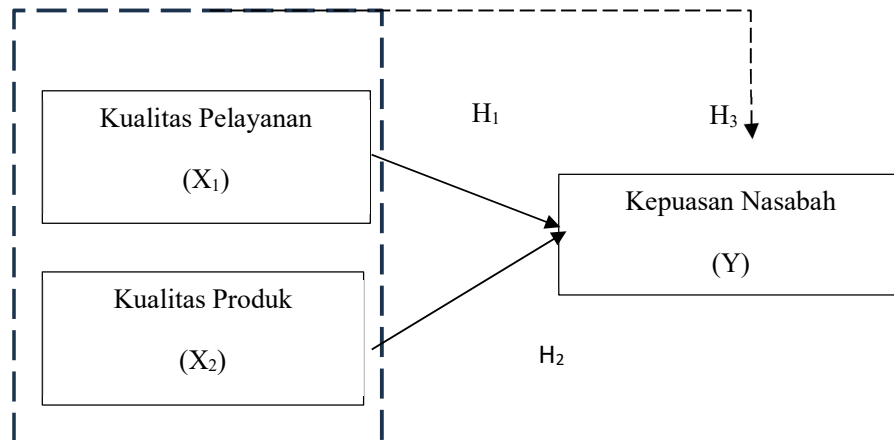 Kualitas Pelayanan
(X₁)
H₁
H₃
Kepuasan Nasabah
(Y)
Kualitas Produk
(X₂)
H₂